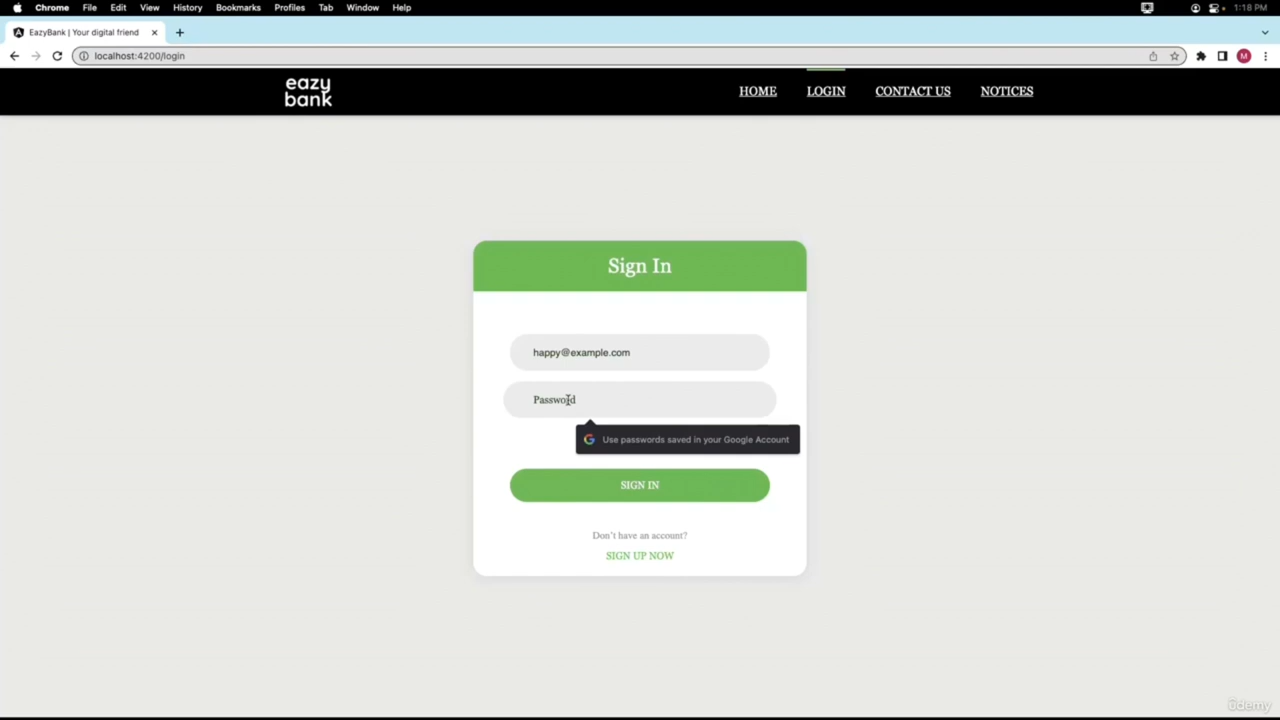 Chrome File Edit View History Bookmarks Profiles Tab Window Help 1:18 PM
EazyBank | Your digital friend
localhost:4200/login
M
eazy
bank
HOME LOGIN CONTACT US NOTICES
Sign In
happy@example.com
Password
Use passwords saved in your Google Account
SIGN IN
Don't have an account?
SIGN UP NOW
ûdemy